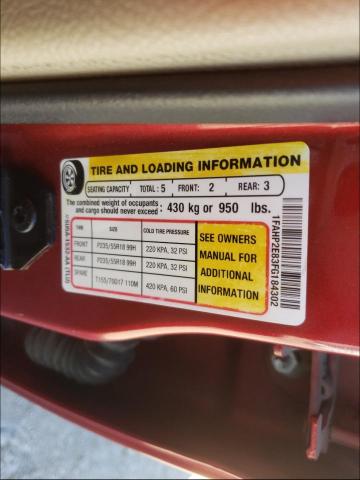 TIRE AND LOADING INFORMATION
SEATING CAPACITY TOTAL : 5 FRONT: 2 REAR: 3
The combined weight of occupants and cargo should never exceed : 430 kg or 950 lbs.
TIRE SIZE COLD TIRE PRESSURE
FRONT P235/55R18 99H 220 KPA, 32 PSI
REAR P235/55R18 99H 220 KPA, 32 PSI
SPARE T155/70D17 110M 420 KPA, 60 PSI
SEE OWNERS
MANUAL FOR
ADDITIONAL
INFORMATION
1FAHP2E83FG184302